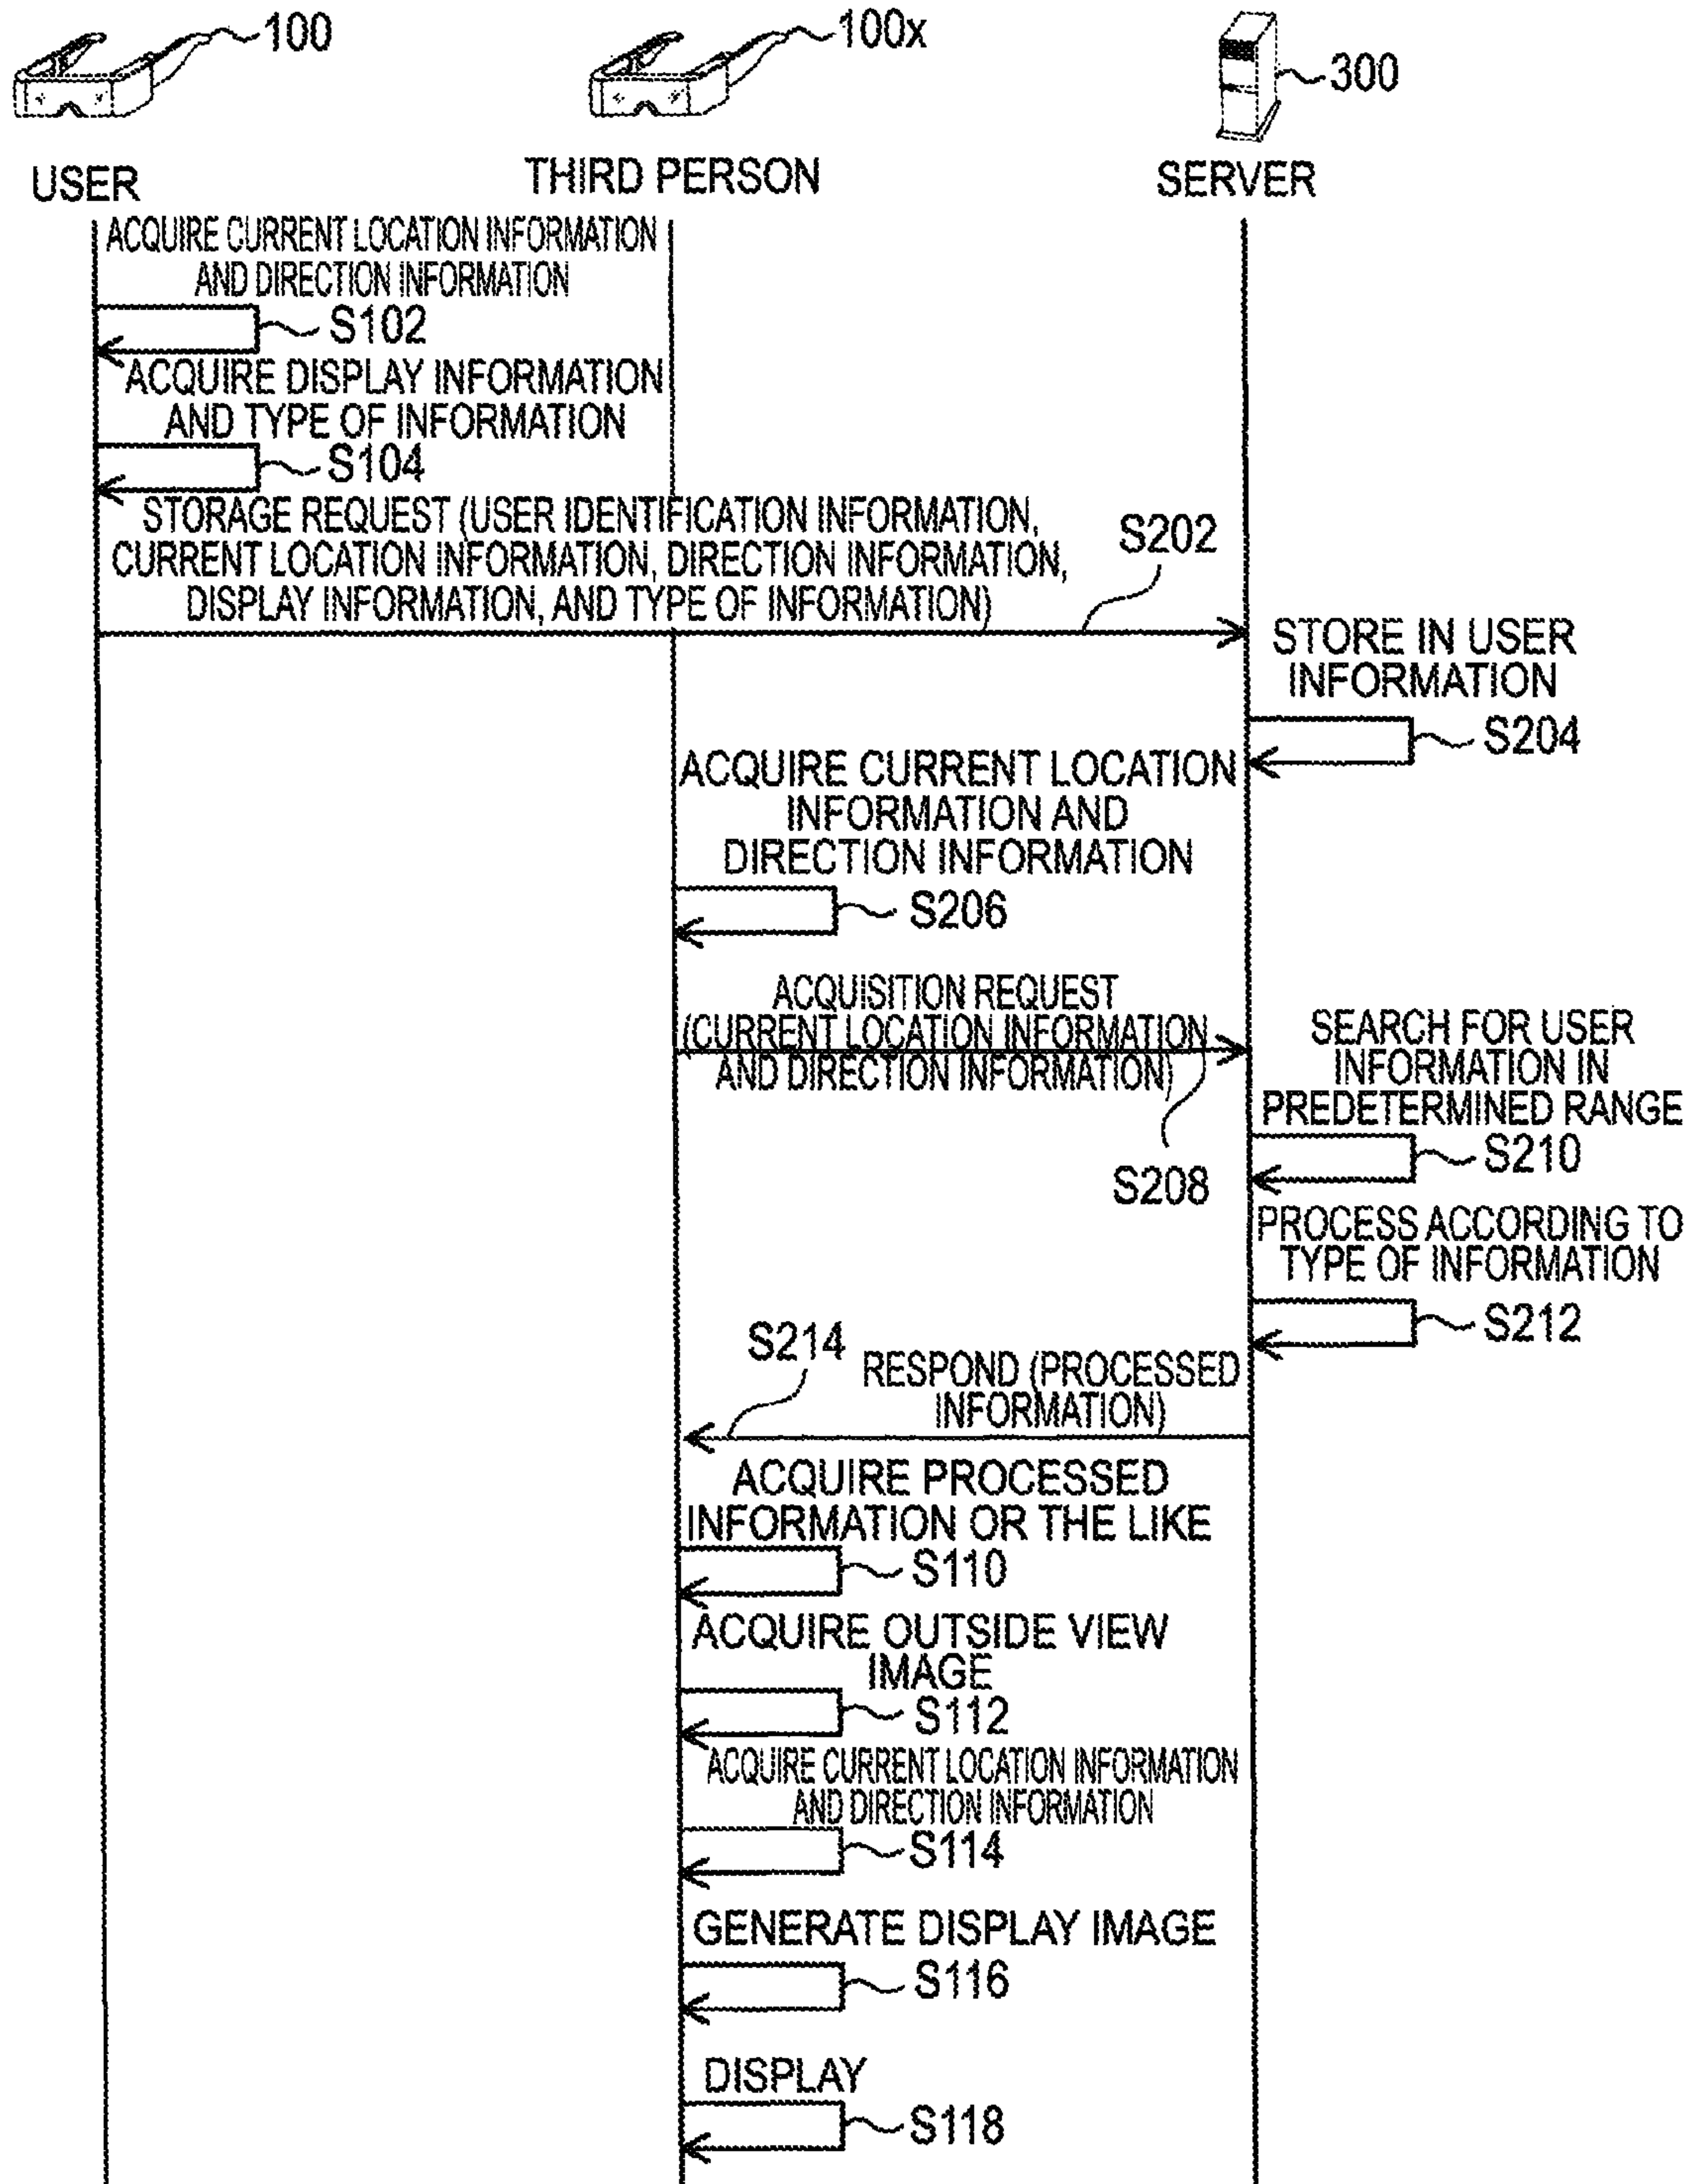 100
100x
300
USER
THIRD PERSON
SERVER
ACQUIRE CURRENT LOCATION INFORMATION
AND DIRECTION INFORMATION
S102
ACQUIRE DISPLAY INFORMATION
AND TYPE OF INFORMATION
S104
STORAGE REQUEST (USER IDENTIFICATION INFORMATION,
CURRENT LOCATION INFORMATION, DIRECTION INFORMATION,
DISPLAY INFORMATION, AND TYPE OF INFORMATION)
S202
STORE IN USER
INFORMATION
S204
ACQUIRE CURRENT LOCATION
INFORMATION AND
DIRECTION INFORMATION
S206
ACQUISITION REQUEST
(CURRENT LOCATION INFORMATION
AND DIRECTION INFORMATION)
S208
SEARCH FOR USER
INFORMATION IN
PREDETERMINED RANGE
S210
PROCESS ACCORDING TO
TYPE OF INFORMATION
S212
S214
RESPOND (PROCESSED
INFORMATION)
ACQUIRE PROCESSED
INFORMATION OR THE LIKE
S110
ACQUIRE OUTSIDE VIEW
IMAGE
S112
ACQUIRE CURRENT LOCATION INFORMATION
AND DIRECTION INFORMATION
S114
GENERATE DISPLAY IMAGE
S116
DISPLAY
S118